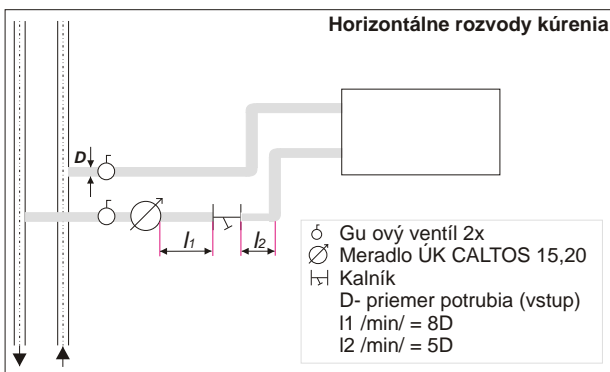 Horizontálne rozvody kúrenia
D
l1
l2
Gu ový ventíl 2x
Meradlo ÚK CALTOS 15,20
Kalník
D- priemer potrubia (vstup)
l1 /min/ = 8D
l2 /min/ = 5D